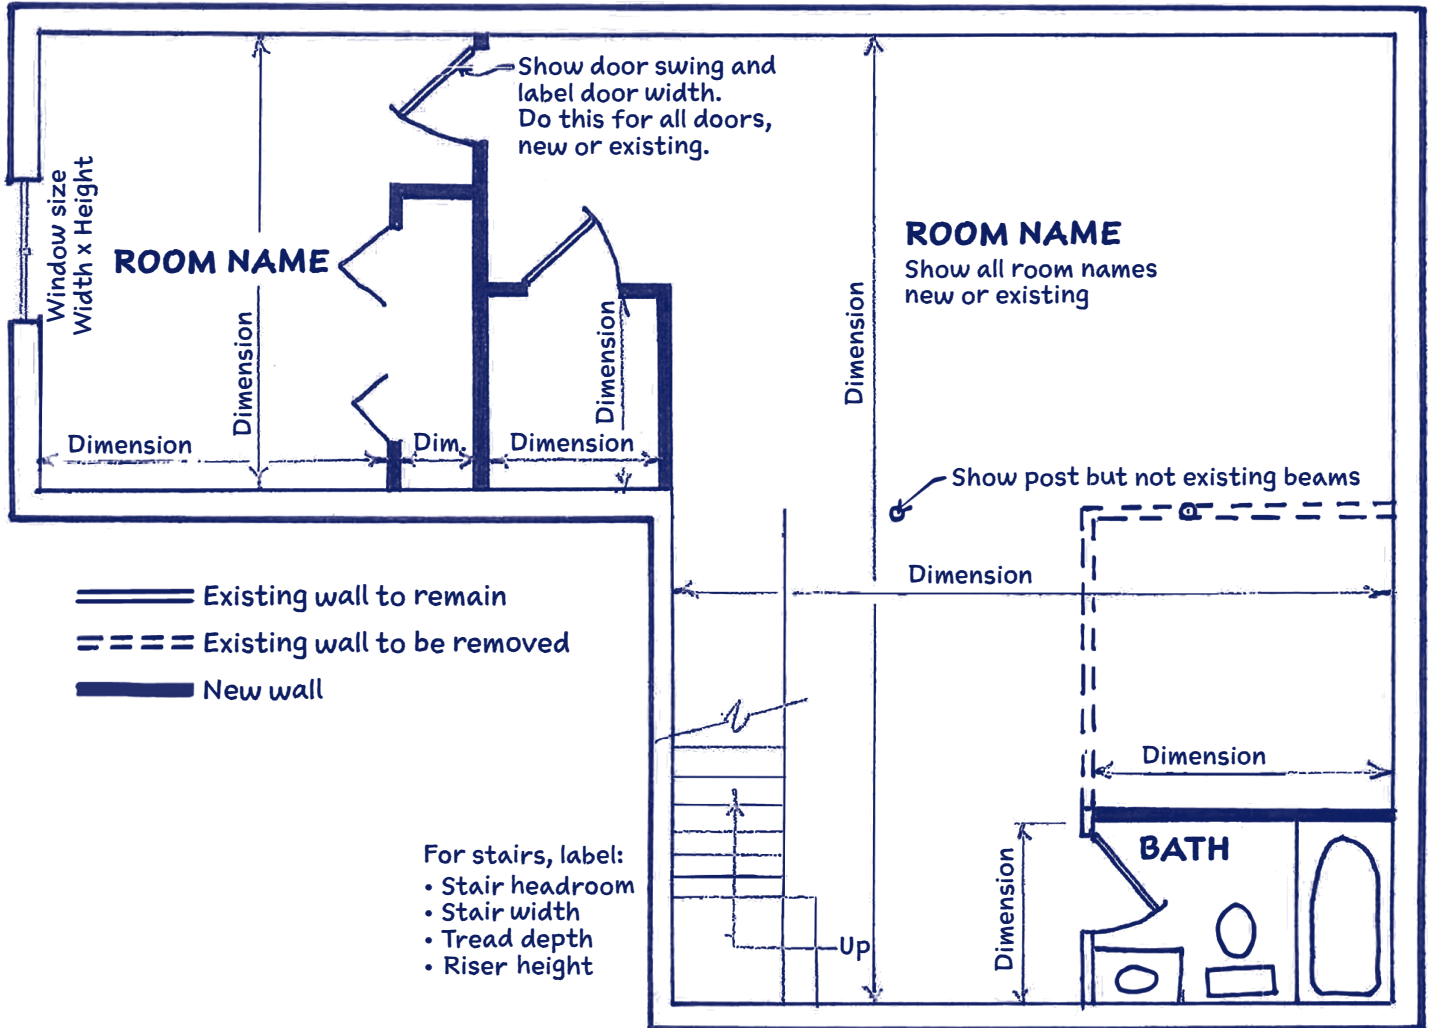 Show door swing and
label door width.
Do this for all doors,
new or existing.
Window size
Width x Height
ROOM NAME
Dimension
Dimension
Dim.
Dimension
Dimension
ROOM NAME
Show all room names
new or existing
Dimension
Show post but not existing beams
Dimension
Existing wall to remain
Existing wall to be removed
New wall
Dimension
BATH
Dimension
For stairs, label:
• Stair headroom
• Stair width
• Tread depth
• Riser height
Up